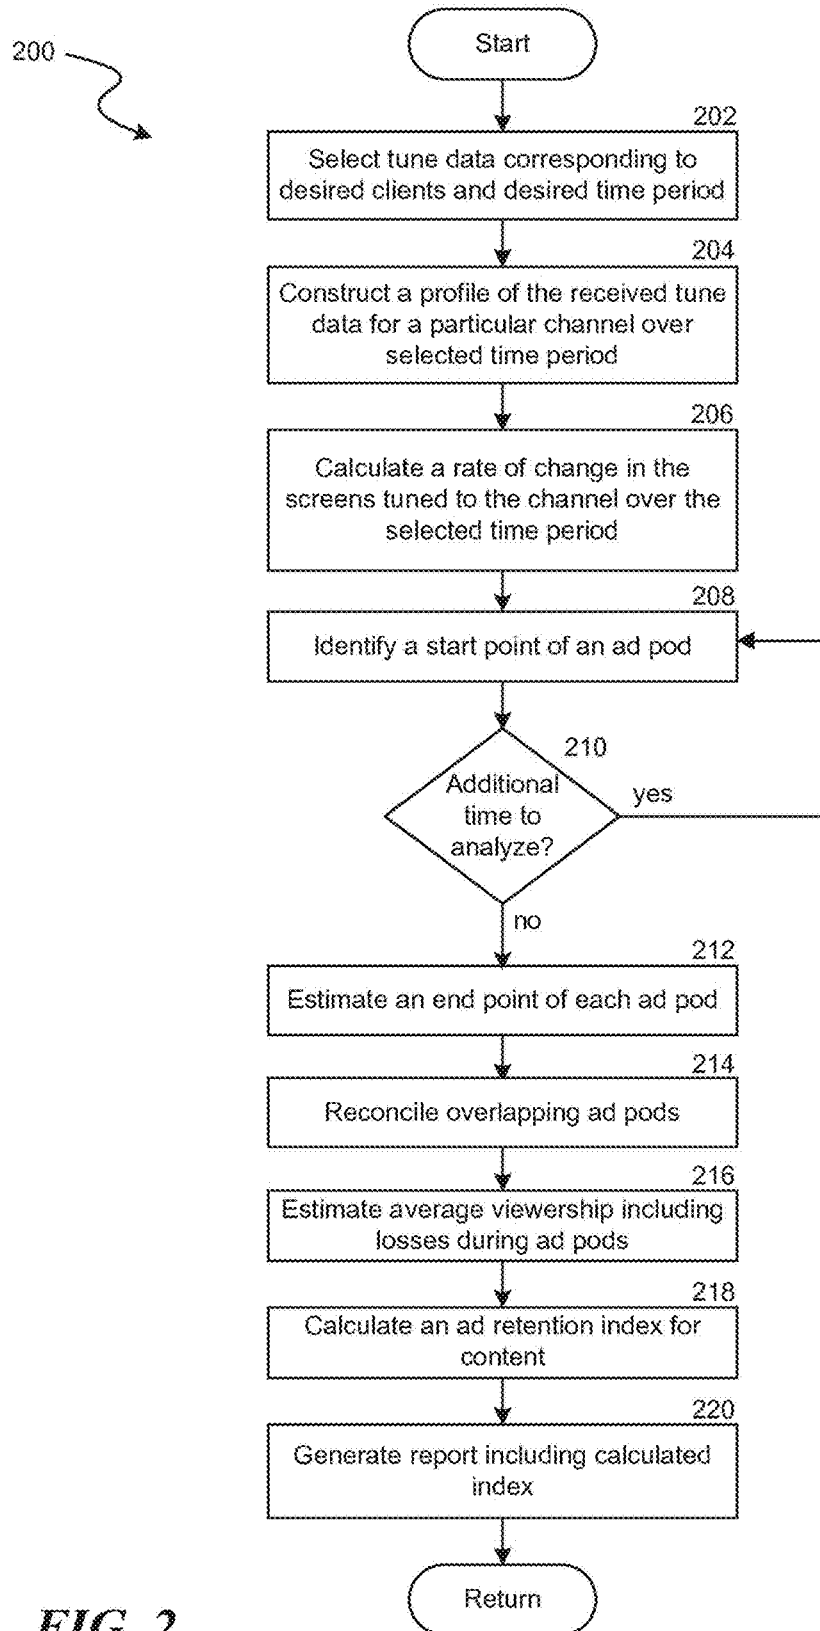 Start
200
202
Select tune data corresponding to
desired clients and desired time period
204
Construct a profile of the received tune
data for a particular channel over
selected time period
206
Calculate a rate of change in the
screens tuned to the channel over the
selected time period
208
Identify a start point of an ad pod
210
Additional
time to
analyze?
yes
no
212
Estimate an end point of each ad pod
214
Reconcile overlapping ad pods
216
Estimate average viewership including
losses during ad pods
218
Calculate an ad retention index for
content
220
Generate report including calculated
index
Return
FIG. 2